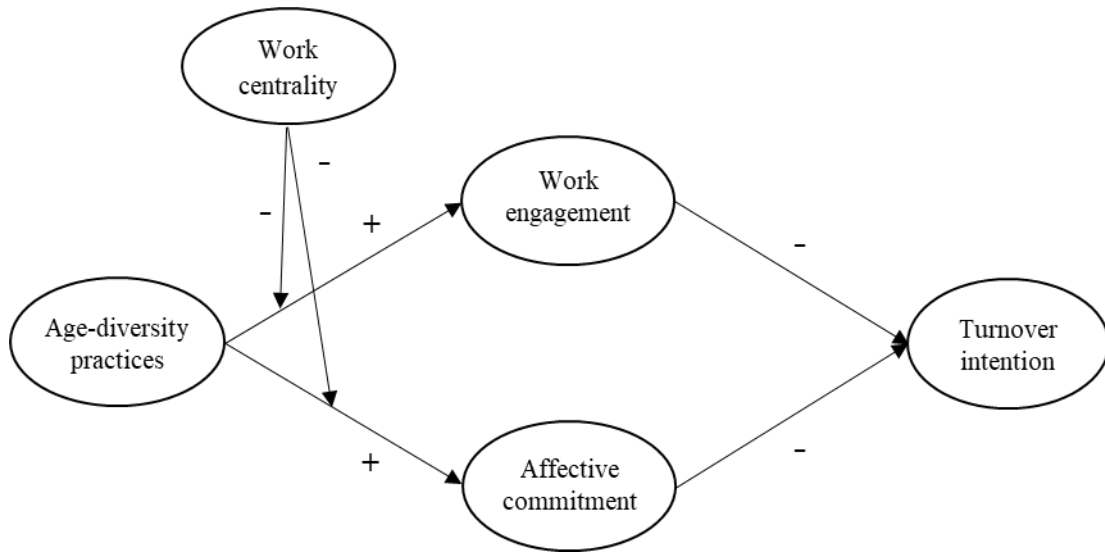 Work
centrality
-
-
+
Work
engagement
-
Age-diversity
practices
Turnover
intention
+
Affective
commitment
-